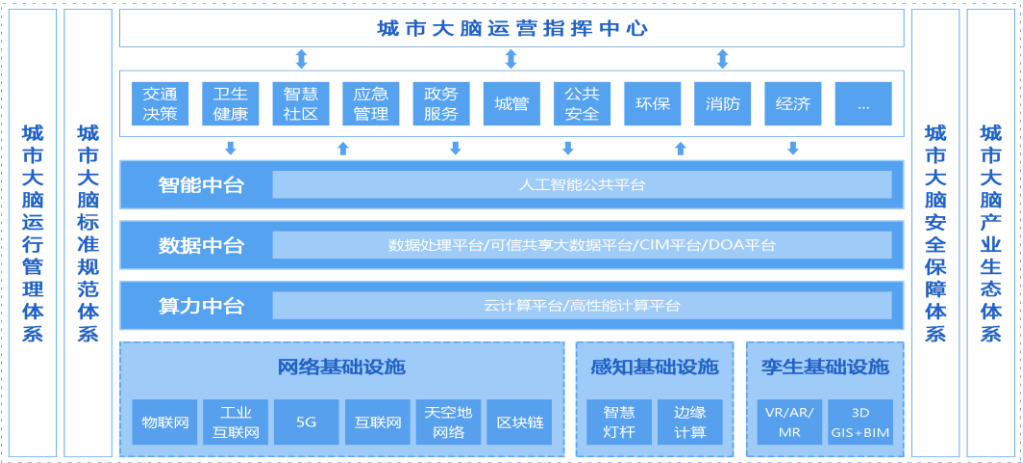 城市大脑运行管理体系
城市大脑标准规范体系
城市大脑运营指挥中心
交通
决策
卫生
健康
智慧
社区
应急
管理
政务
服务
城管
公共
安全
环保
消防
经济
...
智能中台
人工智能公共平台
数据中台
数据处理平台/可信共享大数据平台/CIM平台/DOA平台
算力中台
云计算平台/高性能计算平台
网络基础设施
物联网
工业
互联网
5G
互联网
天空地
网络
区块链
感知基础设施
智慧
灯杆
边缘
计算
孪生基础设施
VR/AR/
MR
3D
GIS+BIM
城市大脑安全保障体系
城市大脑产业生态体系